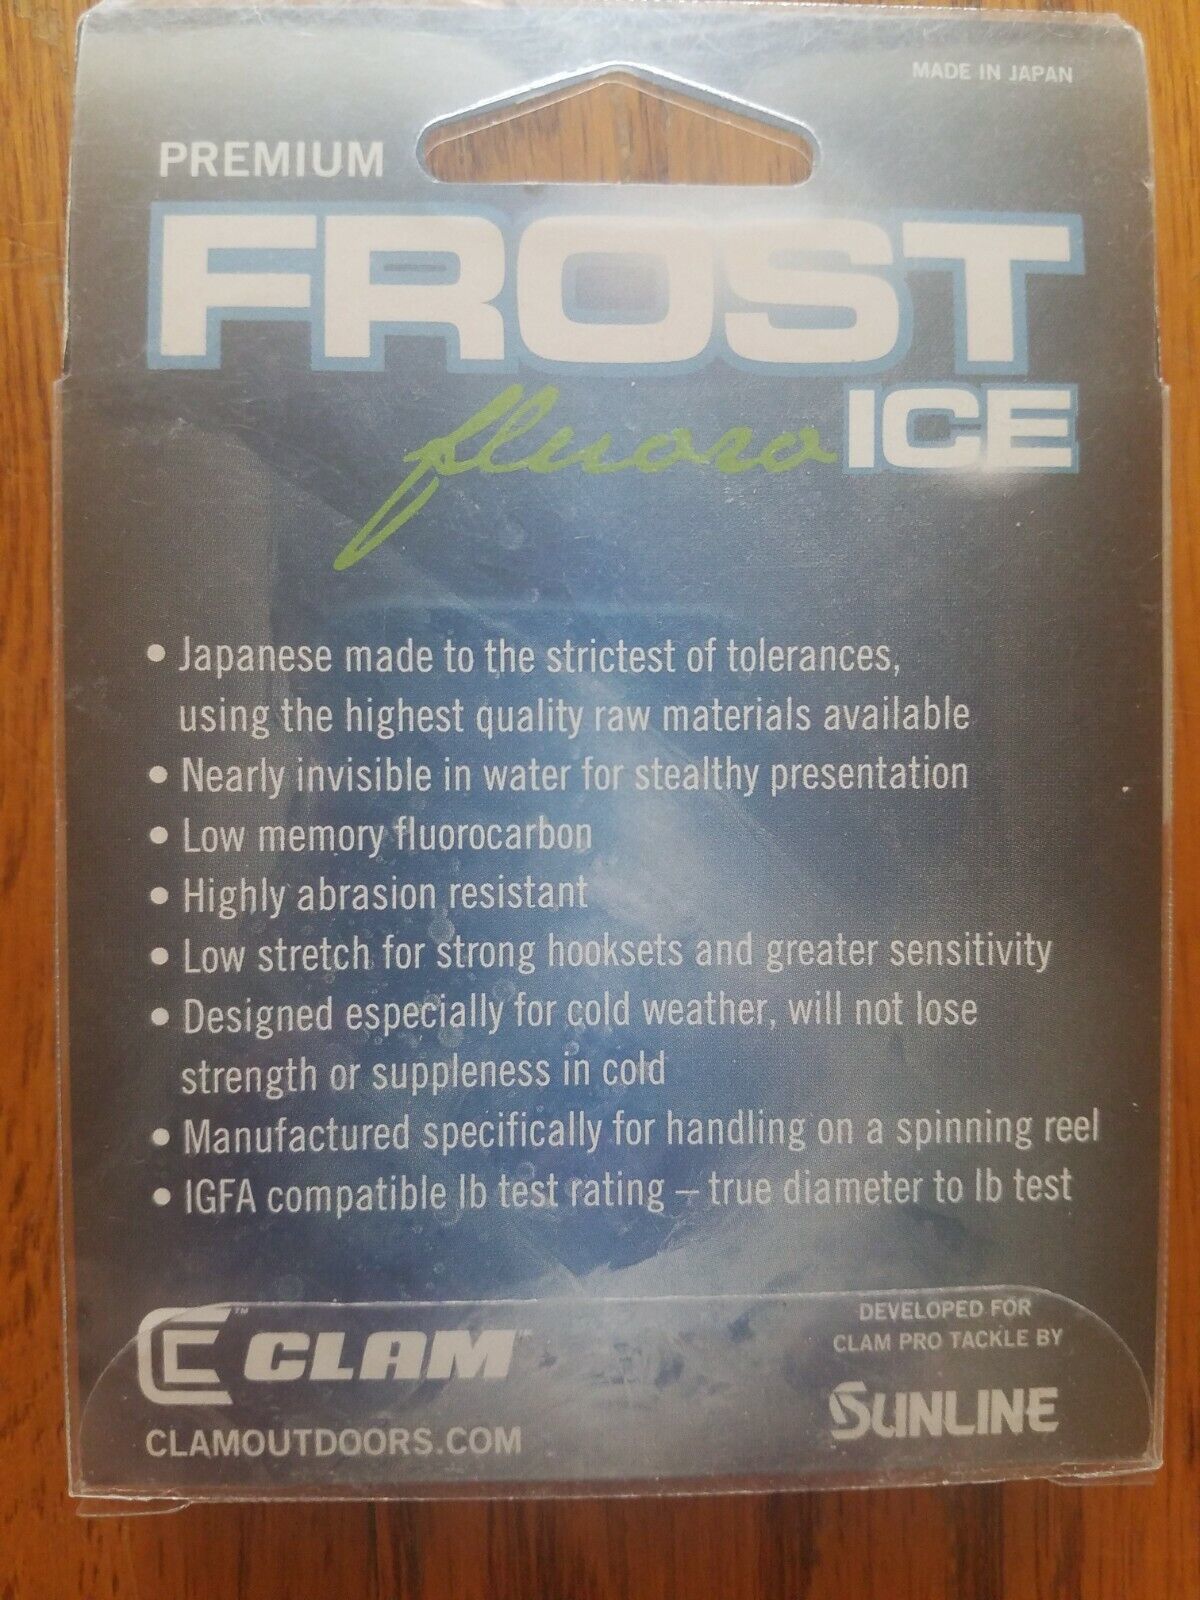 MADE IN JAPAN
PREMIUM
FROST
fluoro ICE
• Japanese made to the strictest of tolerances,
using the highest quality raw materials available
• Nearly invisible in water for stealthy presentation
• Low memory fluorocarbon
• Highly abrasion resistant
• Low stretch for strong hooksets and greater sensitivity
• Designed especially for cold weather, will not lose
strength or suppleness in cold
• Manufactured specifically for handling on a spinning reel
• IGFA compatible lb test rating – true diameter to lb test
™ CLAM™
CLAMOUTDOORS.COM
DEVELOPED FOR
CLAM PRO TACKLE BY
SUNLINE